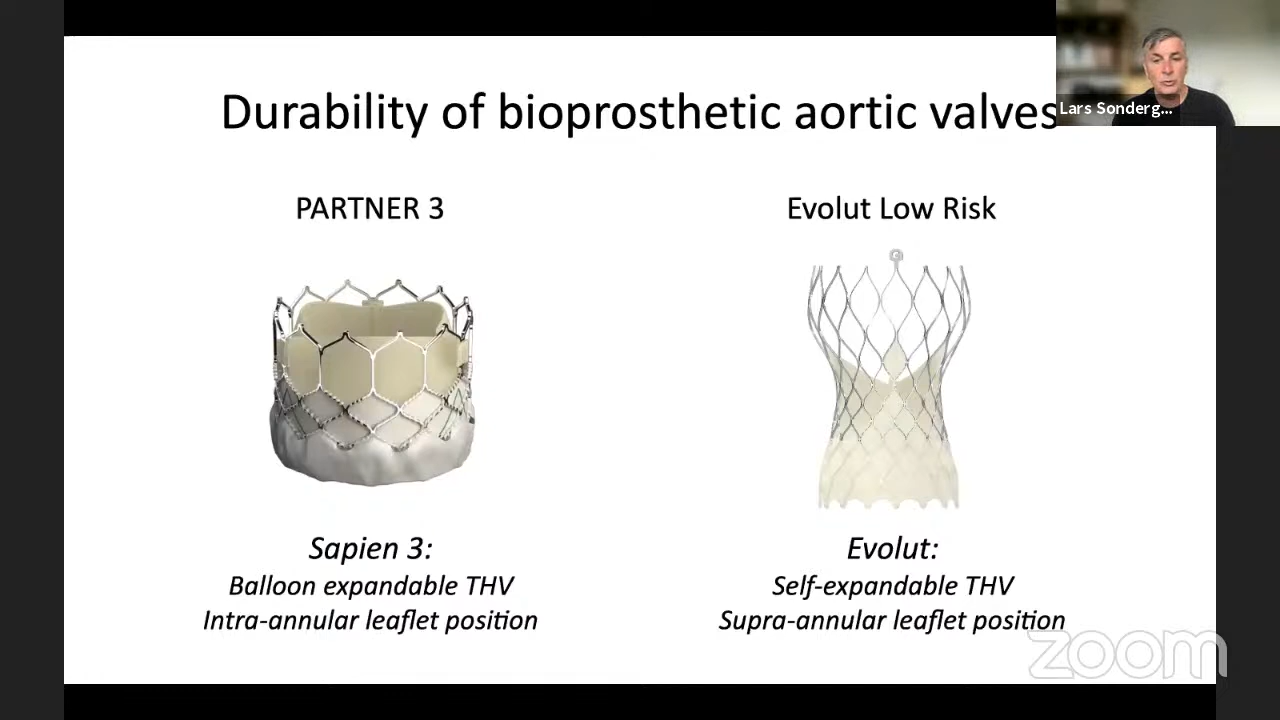 Durability of bioprosthetic aortic valves
Lars Sonderg...
PARTNER 3
Evolut Low Risk
Sapien 3:
Balloon expandable THV
Intra-annular leaflet position
Evolut:
Self-expandable THV
Supra-annular leaflet position
zoom